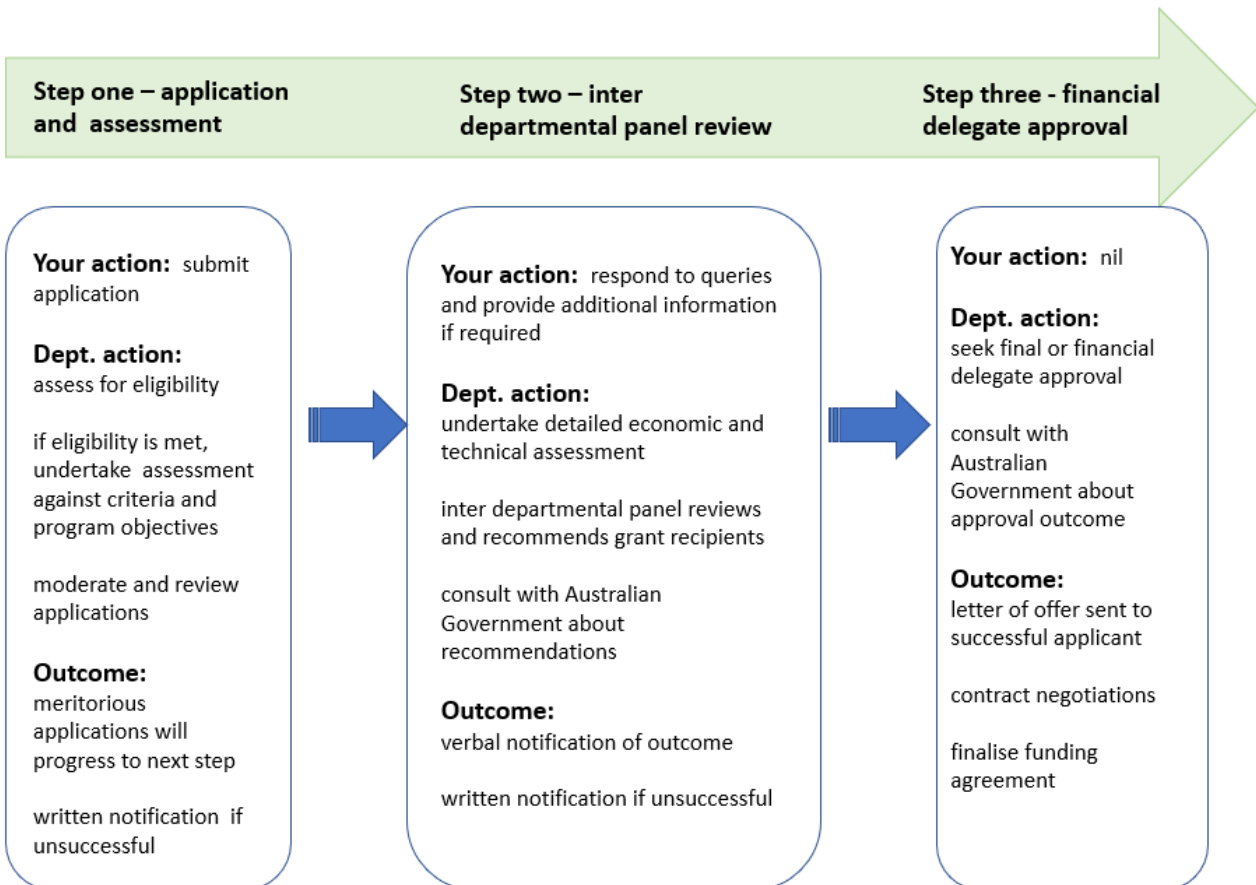 Step one – application
and assessment
Step two – inter
departmental panel review
Step three - financial
delegate approval
Your action: submit
application
Dept. action:
assess for eligibility
if eligibility is met,
undertake assessment
against criteria and
program objectives
moderate and review
applications
Outcome:
meritorious
applications will
progress to next step
written notification if
unsuccessful
Your action: respond to queries
and provide additional information
if required
Dept. action:
undertake detailed economic and
technical assessment
inter departmental panel reviews
and recommends grant recipients
consult with Australian
Government about
recommendations
Outcome:
verbal notification of outcome
written notification if unsuccessful
Your action: nil
Dept. action:
seek final or financial
delegate approval
consult with
Australian
Government about
approval outcome
Outcome:
letter of offer sent to
successful applicant
contract negotiations
finalise funding
agreement